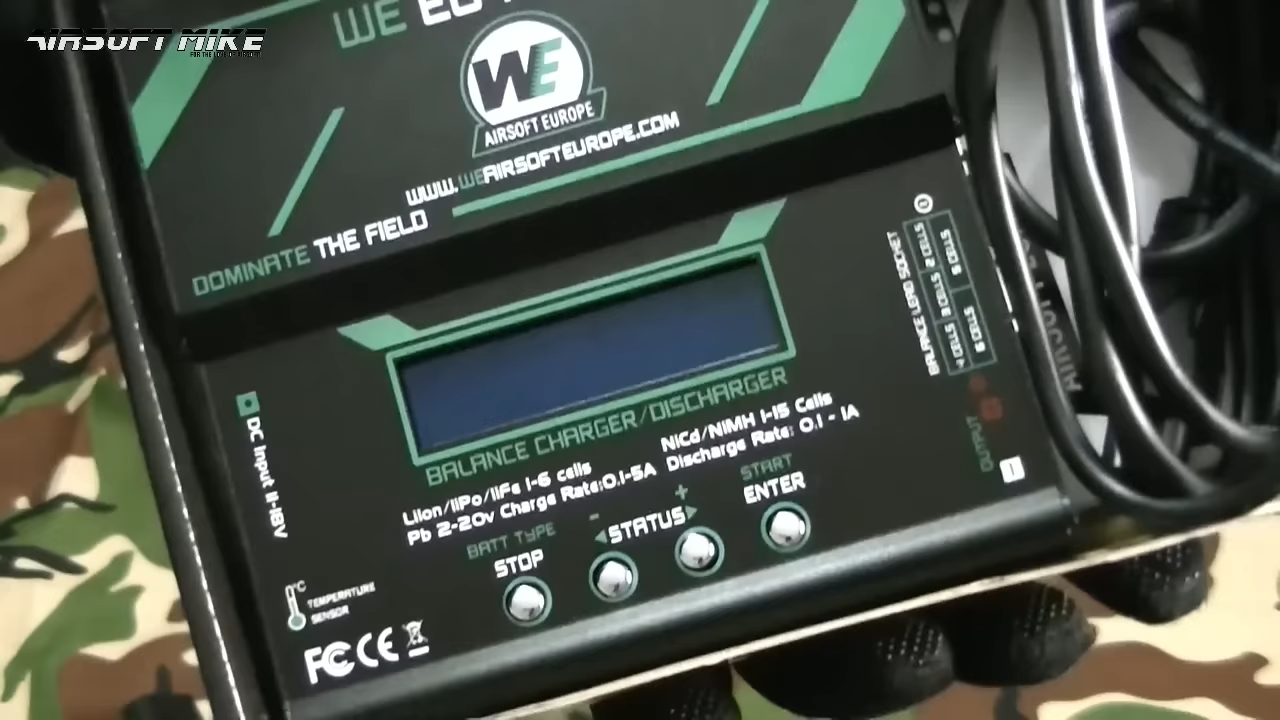 AIRSOFT MIKE
WE
WE
AIRSOFT EUROPE
WWW.WEAIRSOFTEUROPE.COM
DOMINATE THE FIELD
BALANCE CHARGER/DISCHARGER
LiIon/liPo/liFe 1-6 cells
Pb 2-20v Charge Rate:0.1-5A
NiCd/NiMH 1-15 Cells
Discharge Rate: 0.1 - 1A
BATT TYPE
STOP
- +
◀STATUS▶
START
ENTER
DC Input 11-18V
°C
TEMPERATURE
SENSOR
FC CE
BALANCE LEAD SOCKET
2 CELLS
3 CELLS
4 CELLS
5 CELLS
6 CELLS
OUTPUT